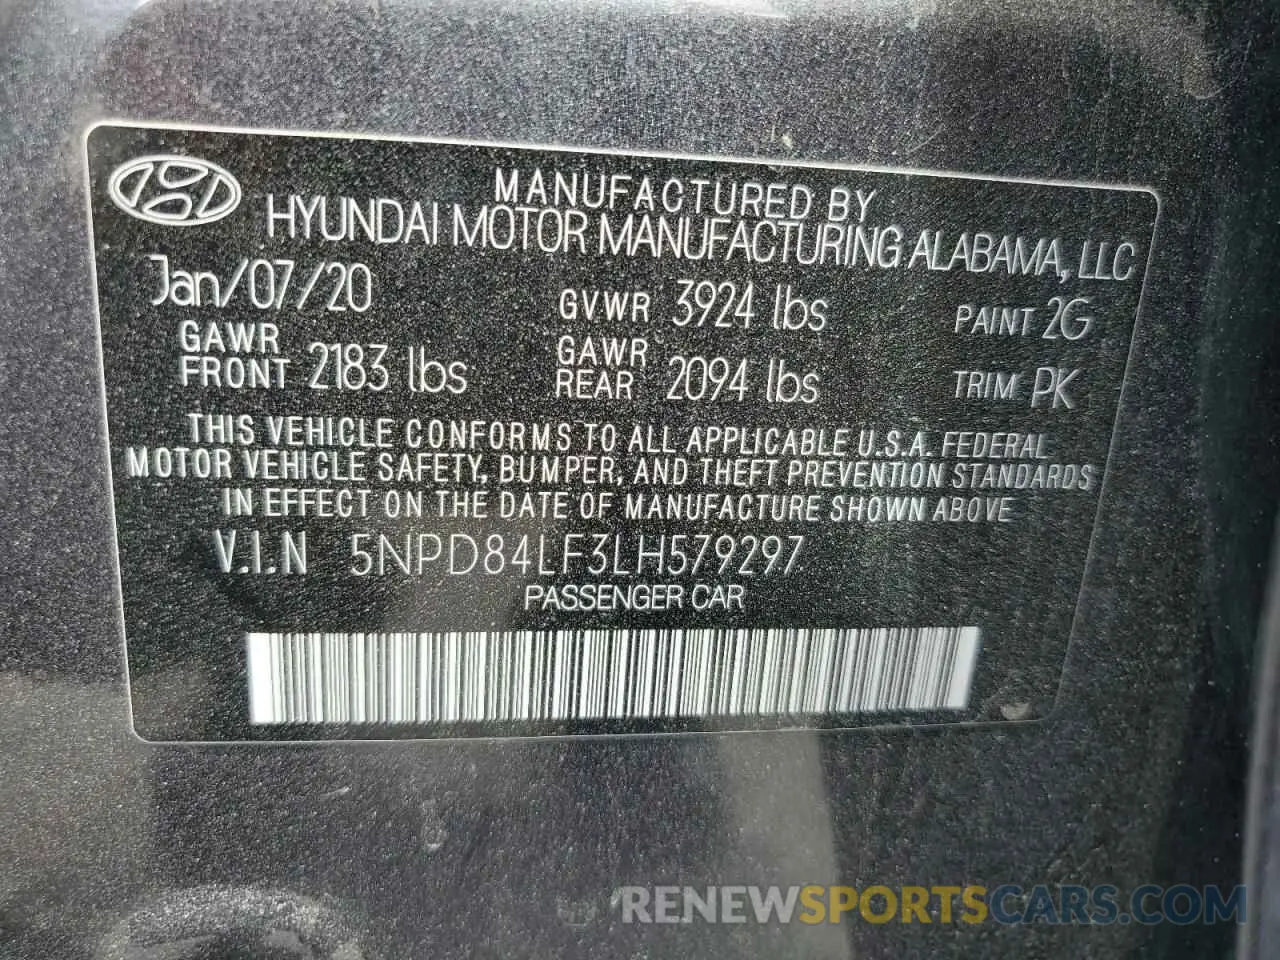 MANUFACTURED BY
HYUNDAI MOTOR MANUFACTURING ALABAMA, LLC
Jan/07/20 GVWR 3924 lbs PAINT 2G
GAWR FRONT 2183 lbs GAWR REAR 2094 lbs TRIM PK
THIS VEHICLE CONFORMS TO ALL APPLICABLE U.S.A. FEDERAL
MOTOR VEHICLE SAFETY, BUMPER, AND THEFT PREVENTION STANDARDS
IN EFFECT ON THE DATE OF MANUFACTURE SHOWN ABOVE
V.I.N 5NPD84LF3LH579297
PASSENGER CAR
RENEWSPORTSCARS.COM